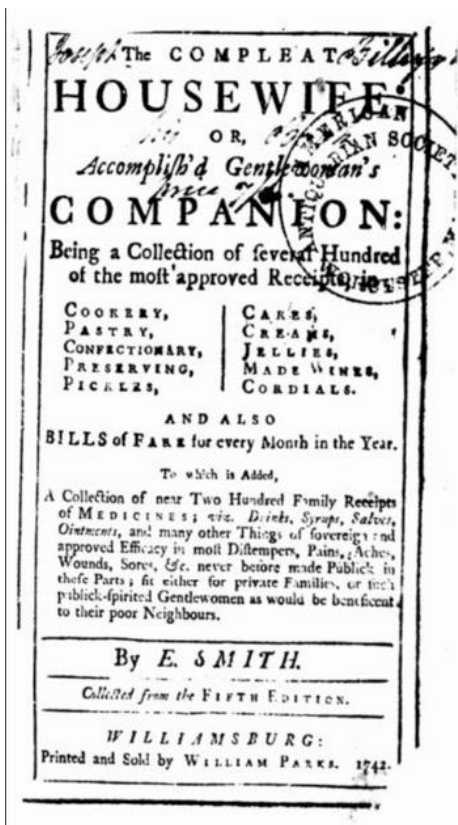 The COMPLEAT
HOUSEWIFE:
OR,
Accompliſh'd Gentlewoman's
COMPANION:
Being a Collection of ſeveral Hundred
of the moſt approved Receipts, in
COOKERY,
PASTRY,
CONFECTIONARY,
PRESERVING,
PICKLES,
CAKES,
CREAMS,
JELLIES,
MADE WINES,
CORDIALS.
AND ALSO
BILLS of FARE for every Month in the Year.
To which is Added,
A Collection of near Two Hundred Family Receipts
of MEDICINES; viz. Drinks, Syrups, Salves,
Ointments, and many other Things of ſovereign and
approved Efficacy in moſt Diſtempers, Pains, Aches,
Wounds, Sores, &c. never before made Publick in
theſe Parts; fit either for private Families, or ſuch
publick-ſpirited Gentlewomen as would be beneficent
to their poor Neighbours.
By E. SMITH.
Collected from the FIFTH EDITION.
WILLIAMSBURG:
Printed and Sold by WILLIAM PARKS. 1742.
Joseph
AMERICAN ANTIQUARIAN SOCIETY